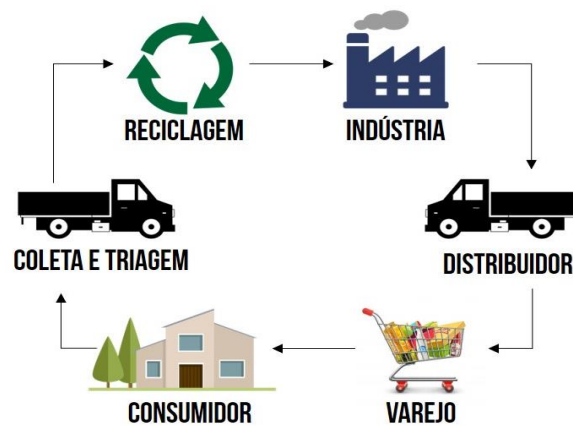 RECICLAGEM
INDÚSTRIA
COLETA E TRIAGEM
DISTRIBUIDOR
CONSUMIDOR
VAREJO